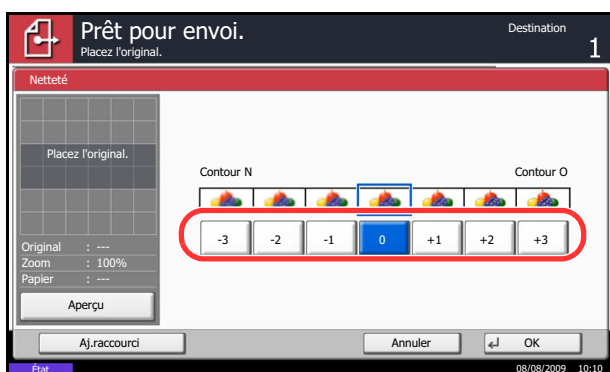 Prêt pour envoi.
Placez l'original.
Destination
1
Netteté
Placez l'original.
Contour N
Contour O
-3 -2 -1 0 +1 +2 +3
Original : ---
Zoom : 100%
Papier : ---
Aperçu
Aj.raccourci
Annuler
OK
État
08/08/2009 10:10